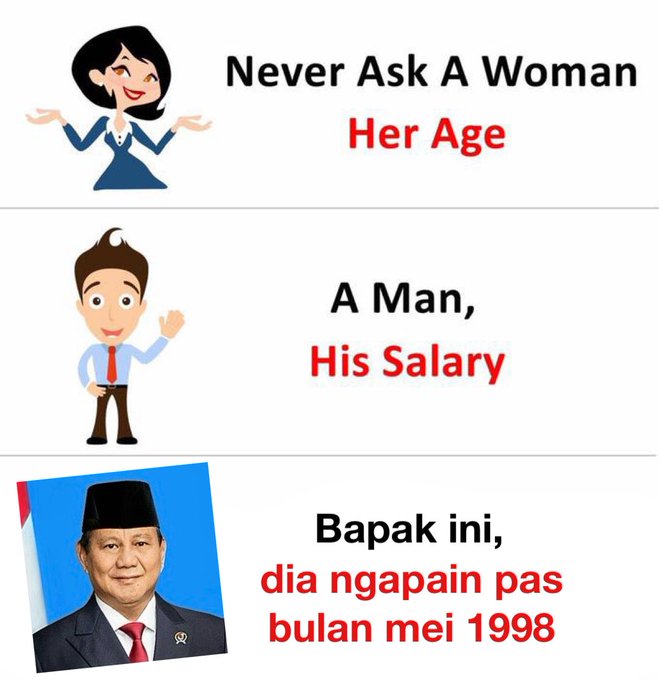 Never Ask A Woman
Her Age
A Man,
His Salary
Bapak ini,
dia ngapain pas
bulan mei 1998